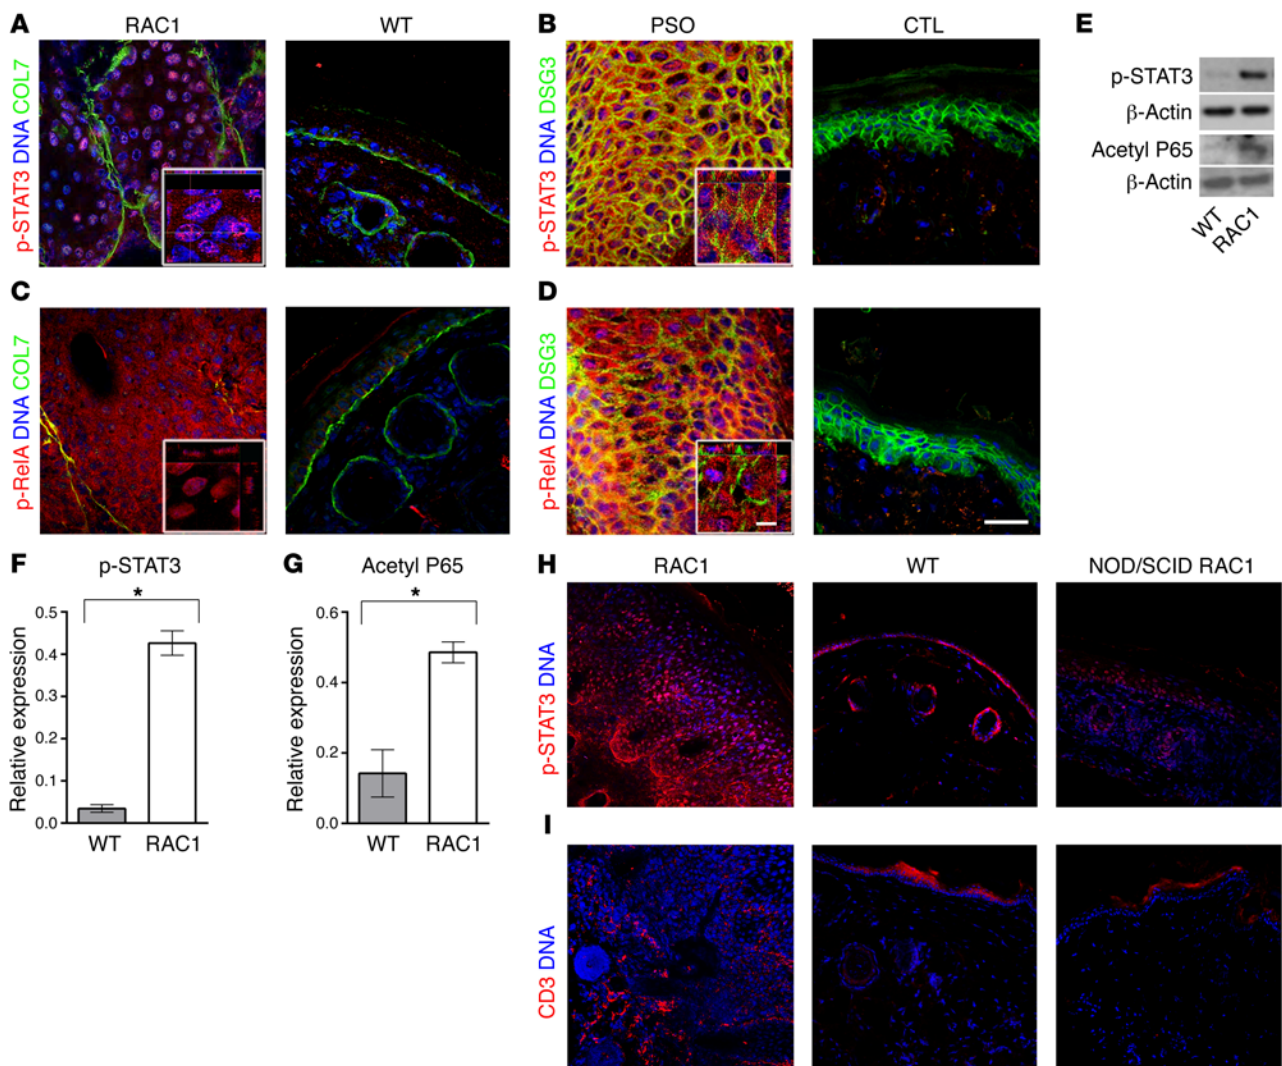 A
RAC1
WT
p-STAT3 DNA COL7
B
PSO
CTL
p-STAT3 DNA DSG3
E
p-STAT3
β-Actin
Acetyl P65
β-Actin
WT
RAC1
C
p-RelA DNA COL7
D
p-RelA DNA DSG3
F
p-STAT3
*
Relative expression
0.5
0.4
0.3
0.2
0.1
0.0
WT
RAC1
G
Acetyl P65
*
Relative expression
0.6
0.4
0.2
0.0
WT
RAC1
H
RAC1
WT
NOD/SCID RAC1
p-STAT3 DNA
I
CD3 DNA